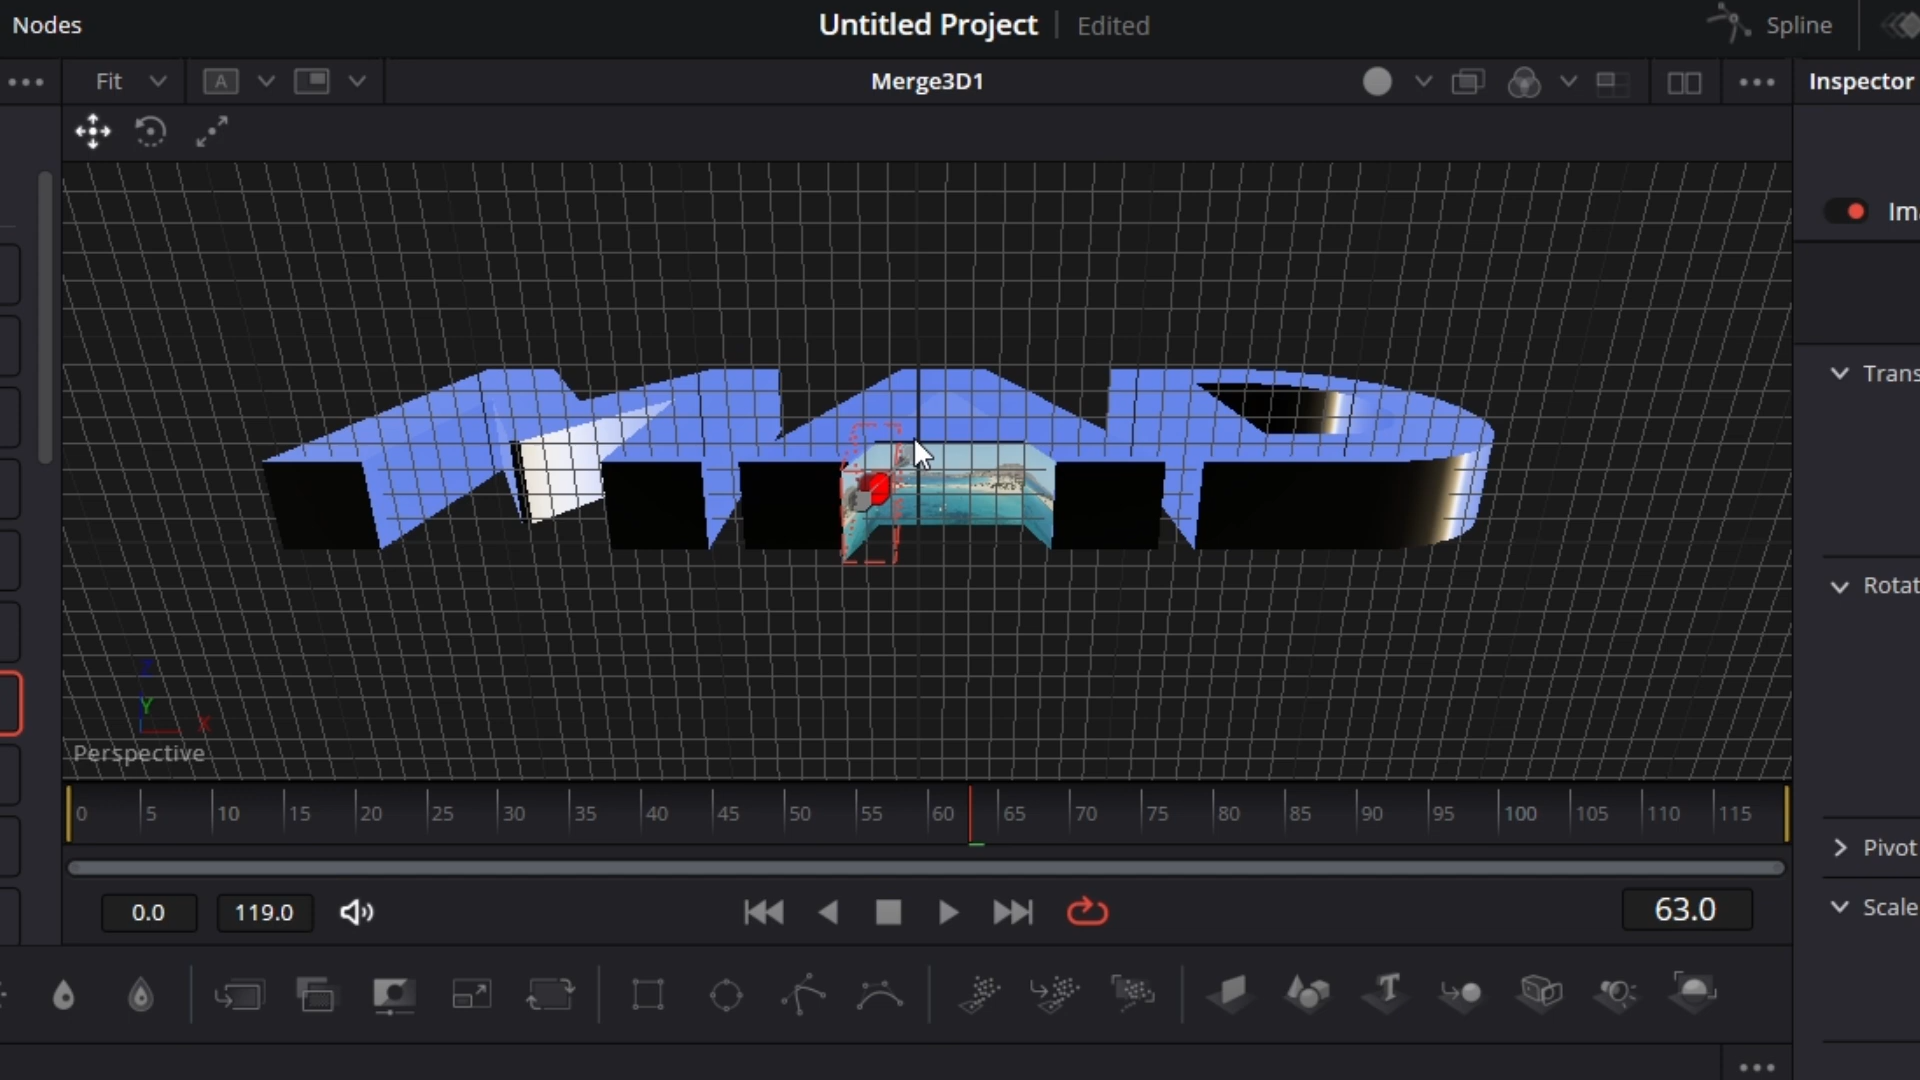 Nodes
Untitled Project
Edited
Spline
Fit
A
Merge3D1
Inspector
Im
Trans
Rotat
Z
Y
X
Perspective
0 5 10 15 20 25 30 35 40 45 50 55 60 65 70 75 80 85 90 95 100 105 110 115
Pivot
Scale
0.0
119.0
63.0
T